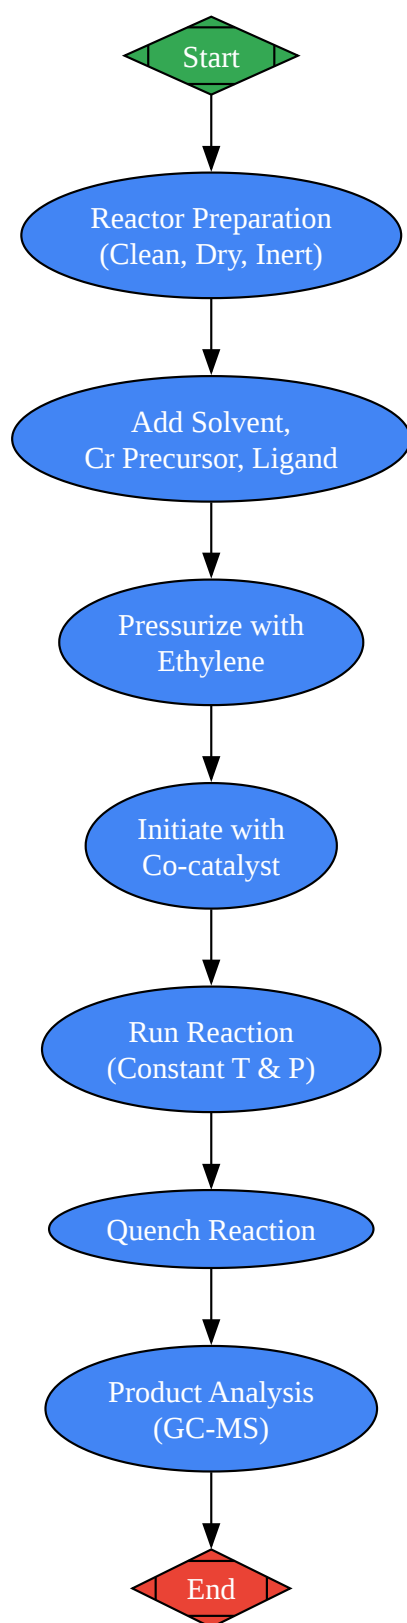 Start
Reactor Preparation
(Clean, Dry, Inert)
Add Solvent,
Cr Precursor, Ligand
Pressurize with
Ethylene
Initiate with
Co-catalyst
Run Reaction
(Constant T & P)
Quench Reaction
Product Analysis
(GC-MS)
End